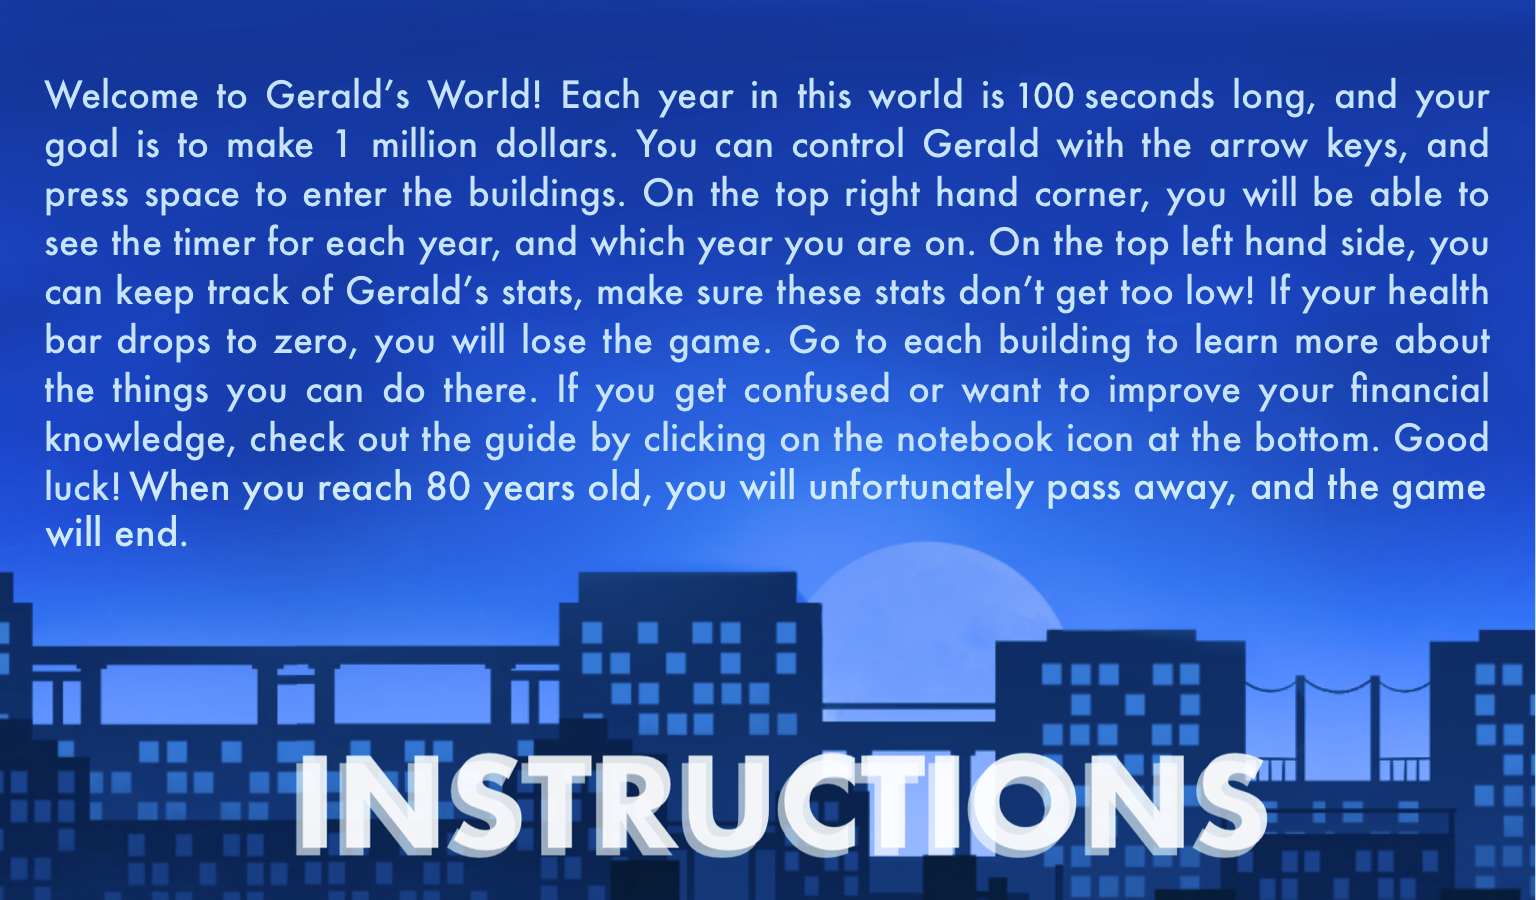 Welcome to Gerald’s World! Each year in this world is 100 seconds long, and your
goal is to make 1 million dollars. You can control Gerald with the arrow keys, and
press space to enter the buildings. On the top right hand corner, you will be able to
see the timer for each year, and which year you are on. On the top left hand side, you
can keep track of Gerald’s stats, make sure these stats don’t get too low! If your health
bar drops to zero, you will lose the game. Go to each building to learn more about
the things you can do there. If you get confused or want to improve your financial
knowledge, check out the guide by clicking on the notebook icon at the bottom. Good
luck! When you reach 80 years old, you will unfortunately pass away, and the game
will end.
INSTRUCTIONS